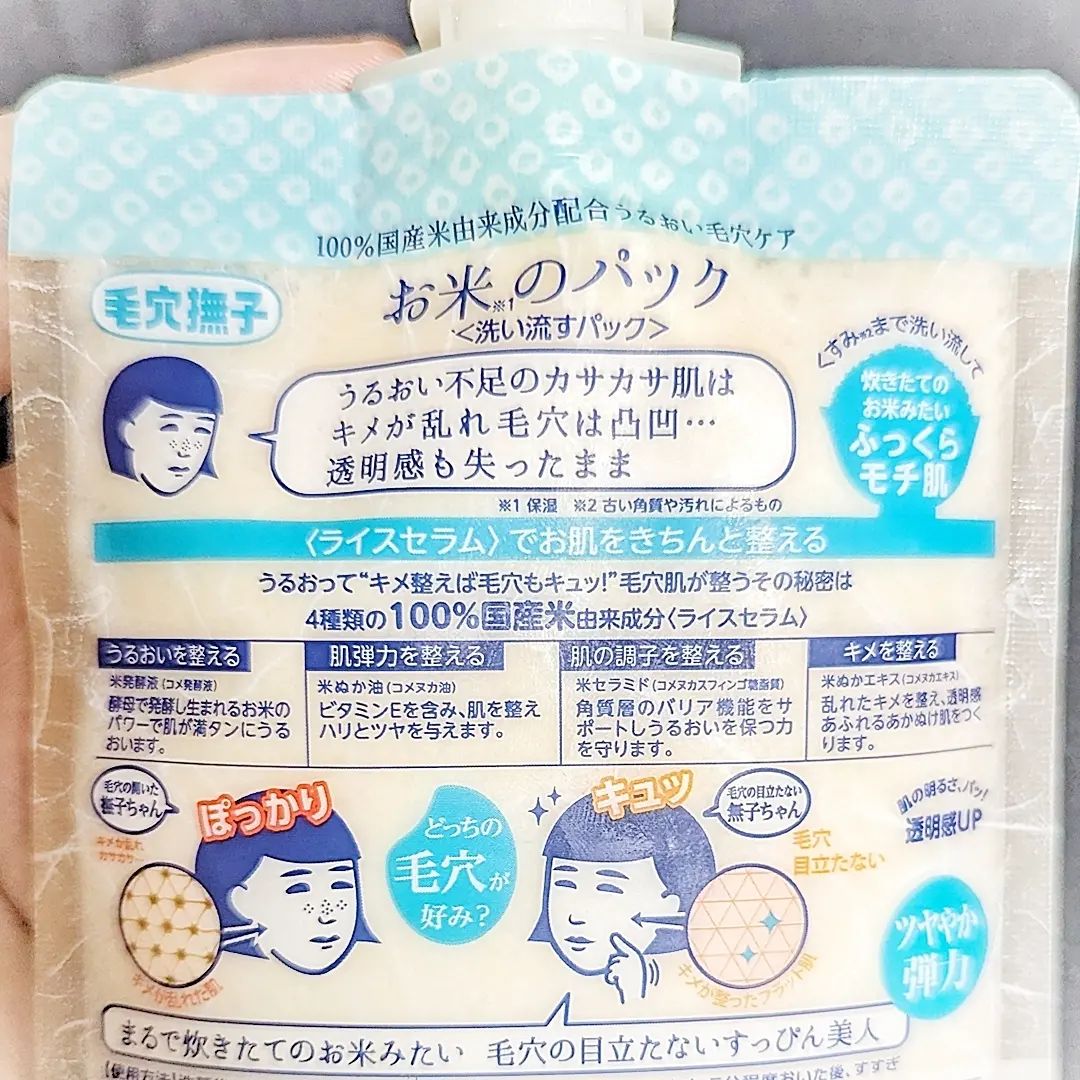 100%国産米由来成分配合うるおい毛穴ケア
毛穴撫子
お米※1のパック
<洗い流すパック>
うるおい不足のカサカサ肌は
キメが乱れ毛穴は凸凹…
透明感も失ったまま
くすみ※2まで洗い流して
炊きたての
お米みたい
ふっくら
モチ肌
※1 保湿 ※2 古い角質や汚れによるもの
〈ライスセラム〉でお肌をきちんと整える
うるおって“キメ整えば毛穴もキュッ!”毛穴肌が整うその秘密は
4種類の100%国産米由来成分〈ライスセラム〉
うるおいを整える
米発酵液(コメ発酵液)
酵母で発酵し生まれるお米の
パワーで肌が満タンにうる
おいます。
肌弾力を整える
米ぬか油(コメヌカ油)
ビタミンEを含み、肌を整え
ハリとツヤを与えます。
肌の調子を整える
米セラミド(コメヌカスフィンゴ糖脂質)
角質層のバリア機能をサ
ポートしうるおいを保つ力
を守ります。
キメを整える
米ぬかエキス(コメヌカエキス)
乱れたキメを整え、透明感
あふれるあかぬけ肌をつく
ります。
毛穴の開いた
撫子ちゃん
ぽっかり
キメが乱れ
カサカサ…
キメが乱れた肌
どっちの
毛穴が
好み?
キュッ
毛穴の目立たない
撫子ちゃん
毛穴
目立たない
キメが整ったフラット肌
肌の明るさ、パッ!
透明感UP
ツヤやか
弾力
まるで炊きたてのお米みたい 毛穴の目立たないすっぴん美人
程度おいた後、すすぎ